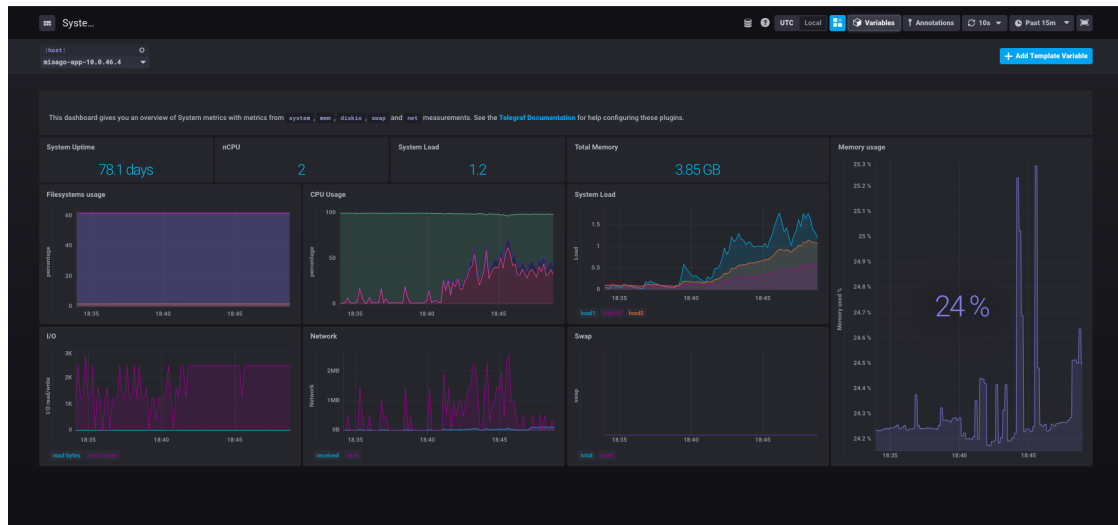 Syste...
UTC Local Variables Annotations 10s Past 15m
:host:
misago-app-10.0.46.4
+ Add Template Variable
This dashboard gives you an overview of System metrics with metrics from system , mem , diskio , swap and net measurements. See the Telegraf Documentation for help configuring these plugins.
System Uptime
78.1 days
nCPU
2
System Load
1.2
Total Memory
3.85 GB
Memory usage
25.3 %
25.2 %
25.1 %
25 %
24.9 %
24.8 %
24.7 %
24.6 %
24.5 %
24.4 %
24.3 %
24.2 %
Memory used %
24 %
18:35 18:40 18:45
Filesystems usage
60
40
20
0
percentage
18:35 18:40 18:45
CPU Usage
100
50
0
percentage
18:35 18:40 18:45
System Load
1.5
1
0.5
0
Load
18:35 18:40 18:45
load1 load15 load5
I/O
3K
2K
1K
0
I/O read/write
18:35 18:40 18:45
read bytes write bytes
Network
2MB
1MB
0B
Network
18:35 18:40 18:45
received sent
Swap
swap
18:35 18:40 18:45
total used